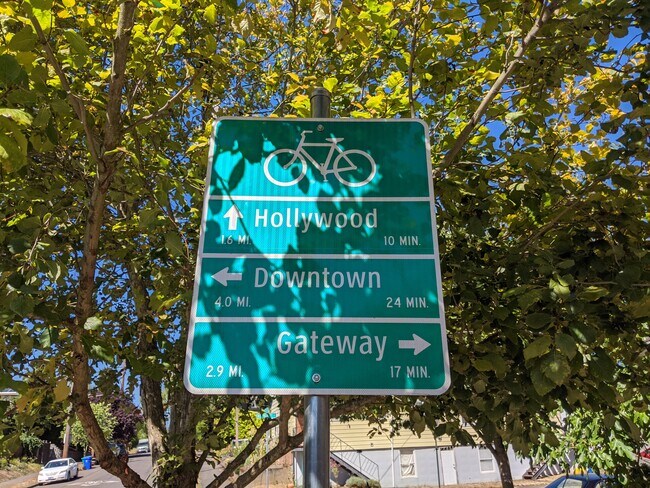 Hollywood
1.6 MI. 10 MIN.
Downtown
4.0 MI. 24 MIN.
Gateway
2.9 MI. 17 MIN.